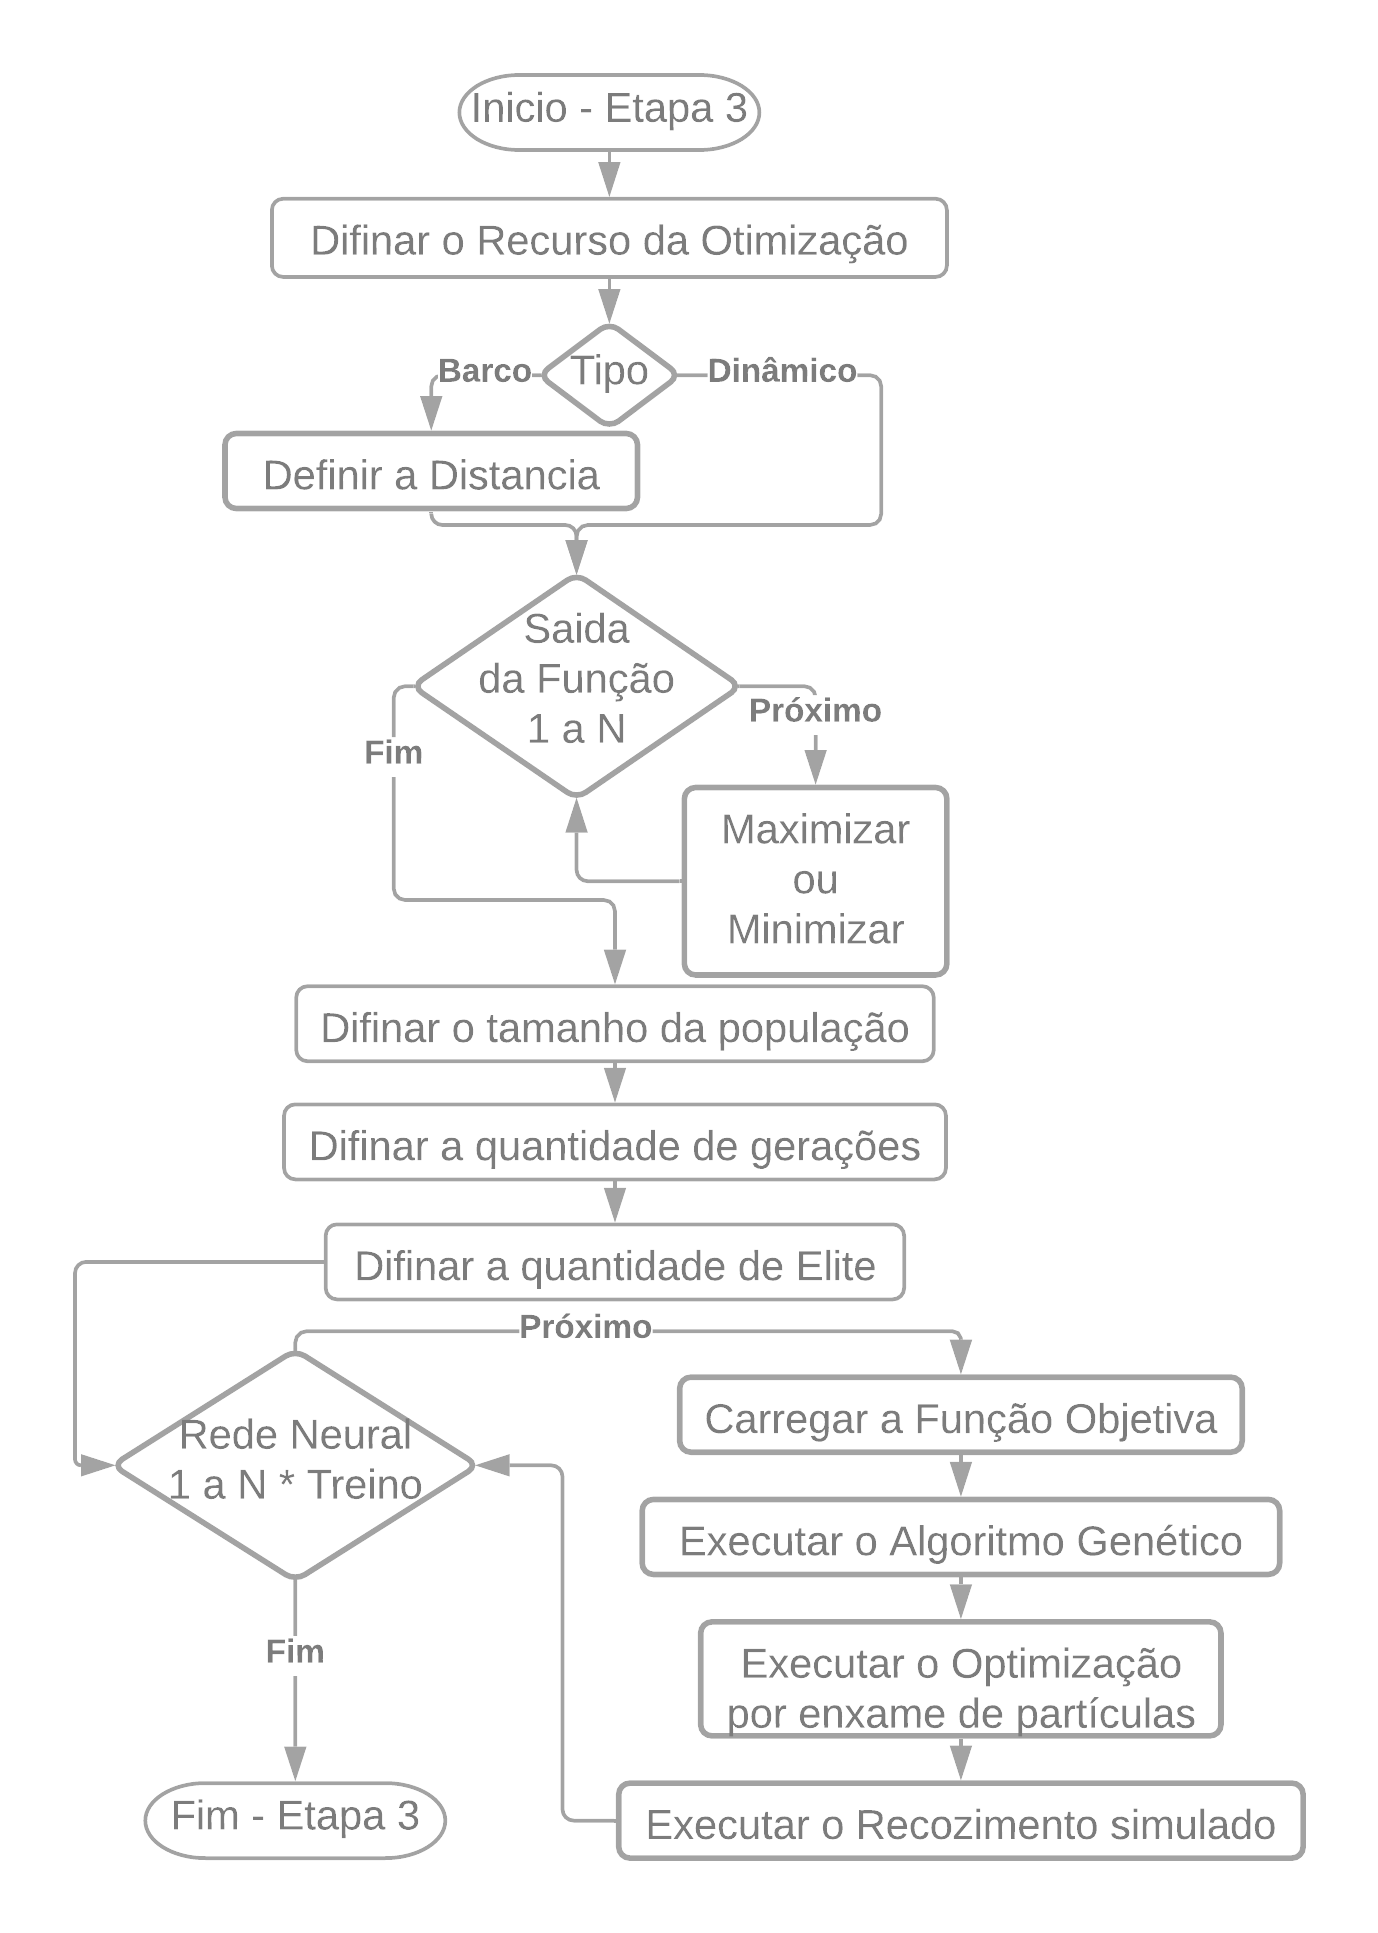 Inicio - Etapa 3
Difinar o Recurso da Otimização
Tipo
Barco
Dinâmico
Definir a Distancia
Saida
da Função
1 a N
Próximo
Fim
Maximizar
ou
Minimizar
Difinar o tamanho da população
Difinar a quantidade de gerações
Difinar a quantidade de Elite
Próximo
Rede Neural
1 a N * Treino
Carregar a Função Objetiva
Executar o Algoritmo Genético
Executar o Optimização
por enxame de partículas
Executar o Recozimento simulado
Fim
Fim - Etapa 3